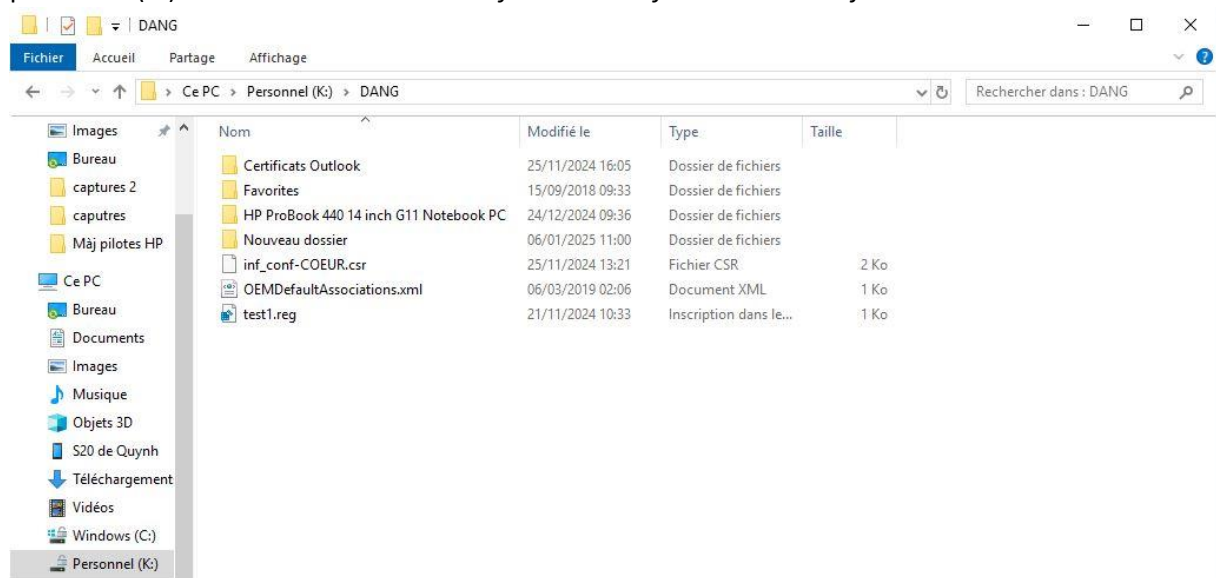 DANG
Fichier Accueil Partage Affichage
Ce PC > Personnel (K:) > DANG
Rechercher dans : DANG
Images
Bureau
captures 2
caputres
Màj pilotes HP
Ce PC
Bureau
Documents
Images
Musique
Objets 3D
S20 de Quynh
Téléchargement
Vidéos
Windows (C:)
Personnel (K:)
Nom Modifié le Type Taille
Certificats Outlook 25/11/2024 16:05 Dossier de fichiers
Favorites 15/09/2018 09:33 Dossier de fichiers
HP ProBook 440 14 inch G11 Notebook PC 24/12/2024 09:36 Dossier de fichiers
Nouveau dossier 06/01/2025 11:00 Dossier de fichiers
inf_conf-COEUR.csr 25/11/2024 13:21 Fichier CSR 2 Ko
OEMDefaultAssociations.xml 06/03/2019 02:06 Document XML 1 Ko
test1.reg 21/11/2024 10:33 Inscription dans le... 1 Ko